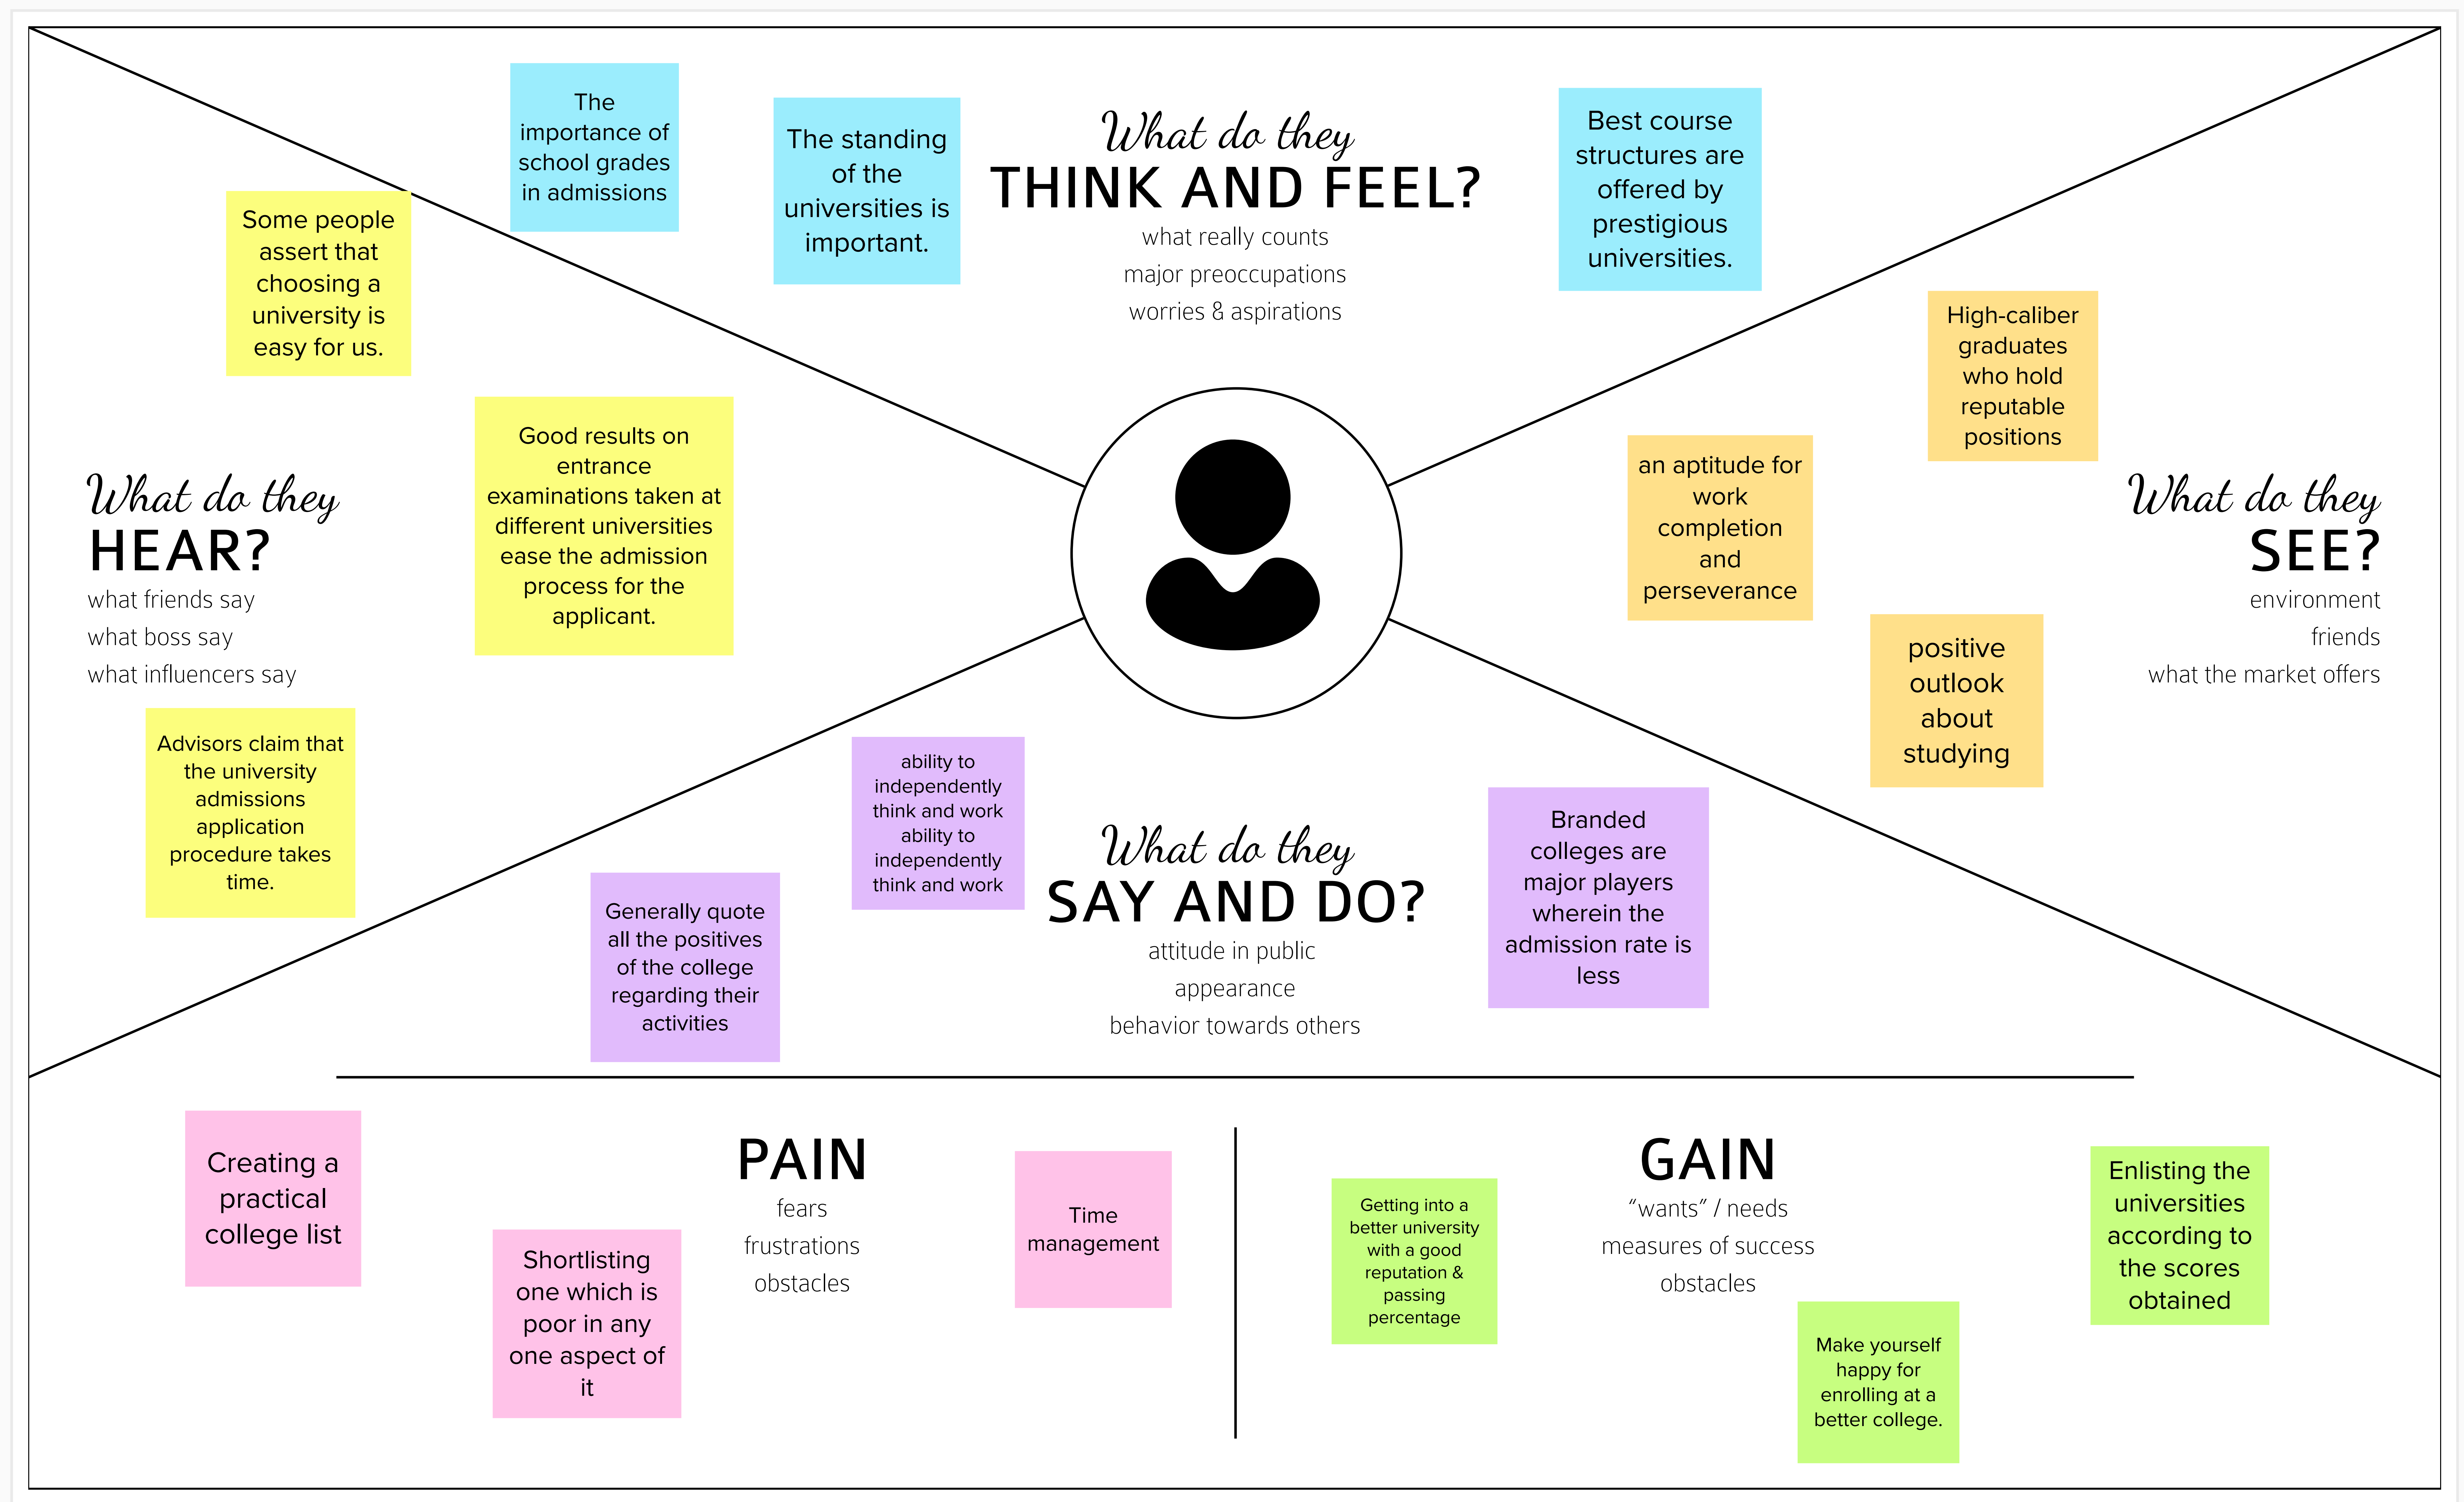 The
importance of
school grades
in admissions
The standing
of the
universities is
important.
What do they
THINK AND FEEL?
what really counts
major preoccupations
worries & aspirations
Best course
structures are
offered by
prestigious
universities.
Some people
assert that
choosing a
university is
easy for us.
Good results on
entrance
examinations taken at
different universities
ease the admission
process for the
applicant.
What do they
HEAR?
what friends say
what boss say
what influencers say
Advisors claim that
the university
admissions
application
procedure takes
time.
High-caliber
graduates
who hold
reputable
positions
an aptitude for
work
completion
and
perseverance
What do they
SEE?
environment
friends
what the market offers
positive
outlook
about
studying
ability to
independently
think and work
ability to
independently
think and work
Generally quote
all the positives
of the college
regarding their
activities
What do they
SAY AND DO?
attitude in public
appearance
behavior towards others
Branded
colleges are
major players
wherein the
admission rate is
less
Creating a
practical
college list
Shortlisting
one which is
poor in any
one aspect of
it
PAIN
fears
frustrations
obstacles
Time
management
Getting into a
better university
with a good
reputation &
passing
percentage
GAIN
“wants” / needs
measures of success
obstacles
Make yourself
happy for
enrolling at a
better college.
Enlisting the
universities
according to
the scores
obtained